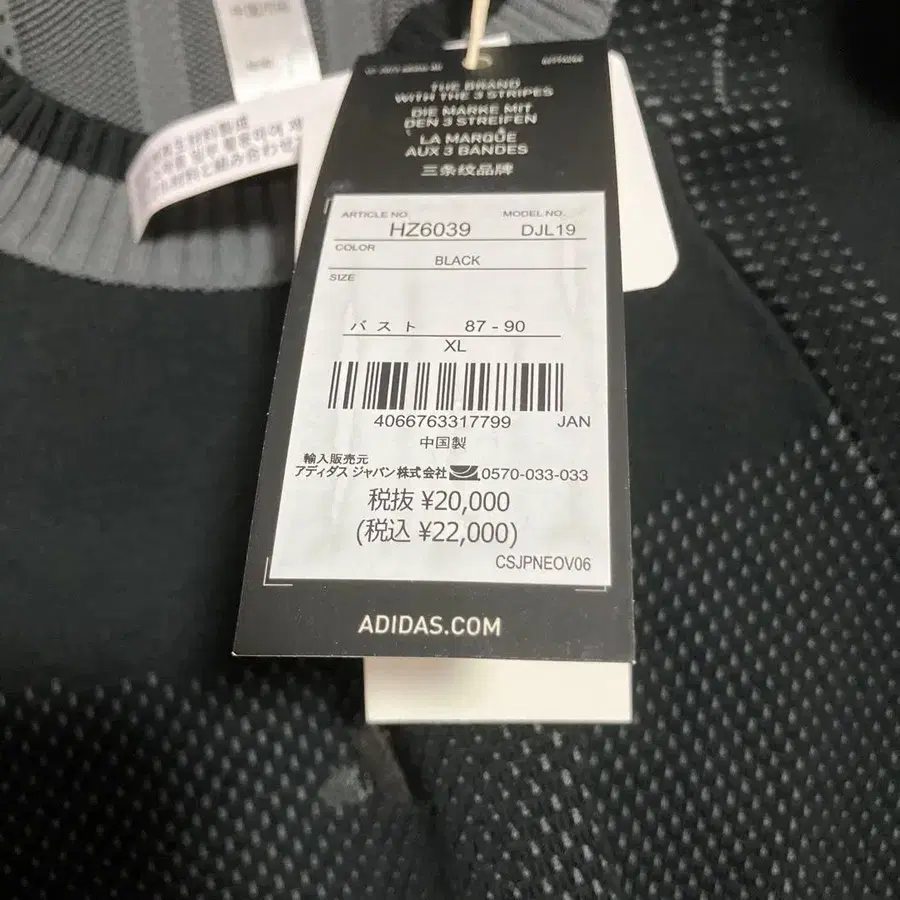 THE BRAND
WITH THE 3 STRIPES
DIE MARKE MIT
DEN 3 STREIFEN
LA MARQUE
AUX 3 BANDES
三条纹品牌
ARTICLE NO. MODEL NO.
HZ6039 DJL19
COLOR
BLACK
SIZE
バスト 87-90
XL
4066763317799 JAN
中国製
輸入販売元
アディダス ジャパン株式会社 0570-033-033
税抜 ¥20,000
(税込 ¥22,000)
CSJPNEOV06
ADIDAS.COM